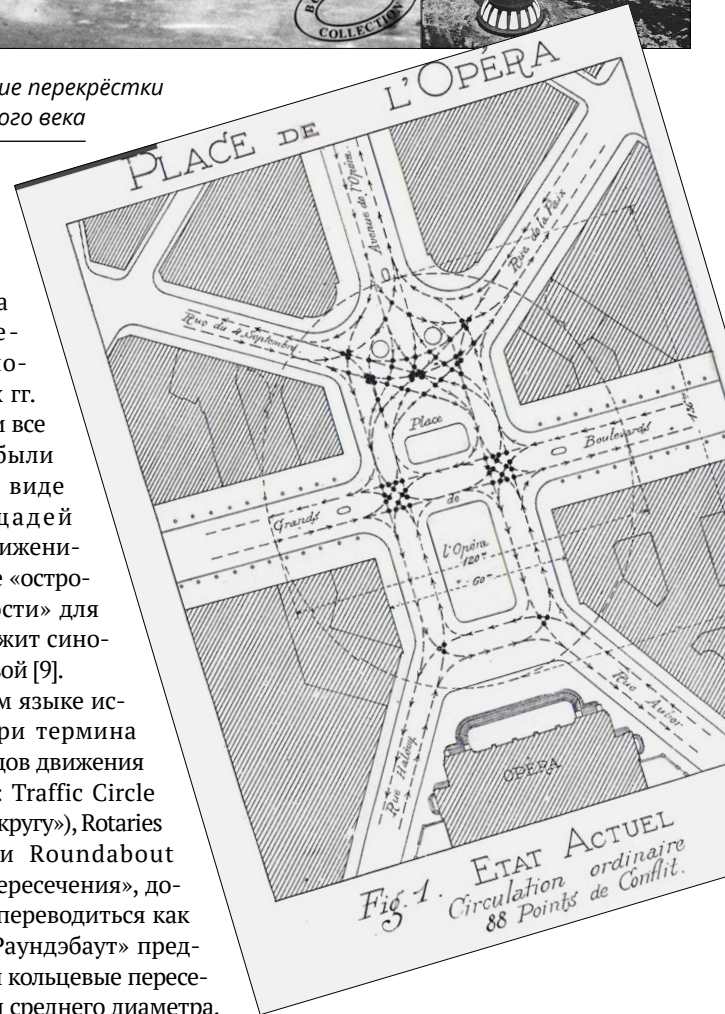 COLLECTION
ие перекрёстки
ого века
PLACE DE L'OPÉRA
Avenue de l'Opéra.
Rue de la Paix
Rue du 4 Septembre.
Place
Boulevards
Grands
de
l'Opéra
120ᵐ
60ᵐ
Rue Auber
Rue Halévy
OPÉRA
Fig. 1. ETAT ACTUEL
Circulation ordinaire
88 Points de Conflit.
а
е-
о-
х гг.
и все
были
виде
щадей
ижени-
е «остро-
сти» для
жит сино-
ой [9].
м языке ис-
ри термина
дов движения
: Traffic Circle
кругу»), Rotaries
и Roundabout
ересечения», до-
переводиться как
Раундэбаут» пред-
и кольцевые пересе-
и среднего диаметра,